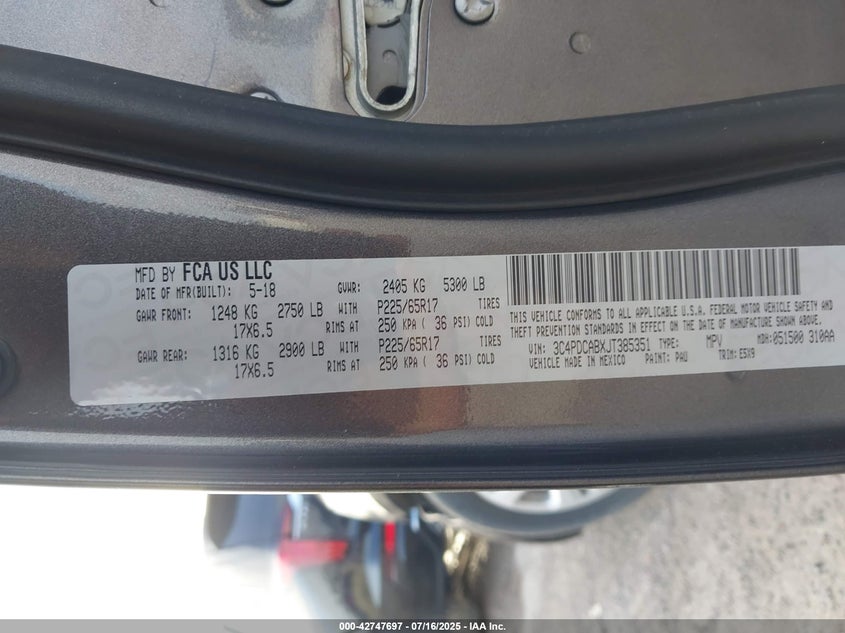 MFD BY FCA US LLC
DATE OF MFR(BUILT): 5-18 GVWR: 2405 KG 5300 LB
GAWR FRONT: 1248 KG 2750 LB WITH P225/65R17 TIRES
17X6.5 RIMS AT 250 KPA ( 36 PSI) COLD
GAWR REAR: 1316 KG 2900 LB WITH P225/65R17 TIRES
17X6.5 RIMS AT 250 KPA ( 36 PSI) COLD
THIS VEHICLE CONFORMS TO ALL APPLICABLE U.S.A. FEDERAL MOTOR VEHICLE SAFETY AND
THEFT PREVENTION STANDARDS IN EFFECT ON THE DATE OF MANUFACTURE SHOWN ABOVE.
VIN: 3C4PDCABXJT385351 TYPE: MPV MDH: 051500 310AA
VEHICLE MADE IN MEXICO PAINT: PAU TRIM: E5X9
000-42747697 - 07/16/2025 - IAA Inc.